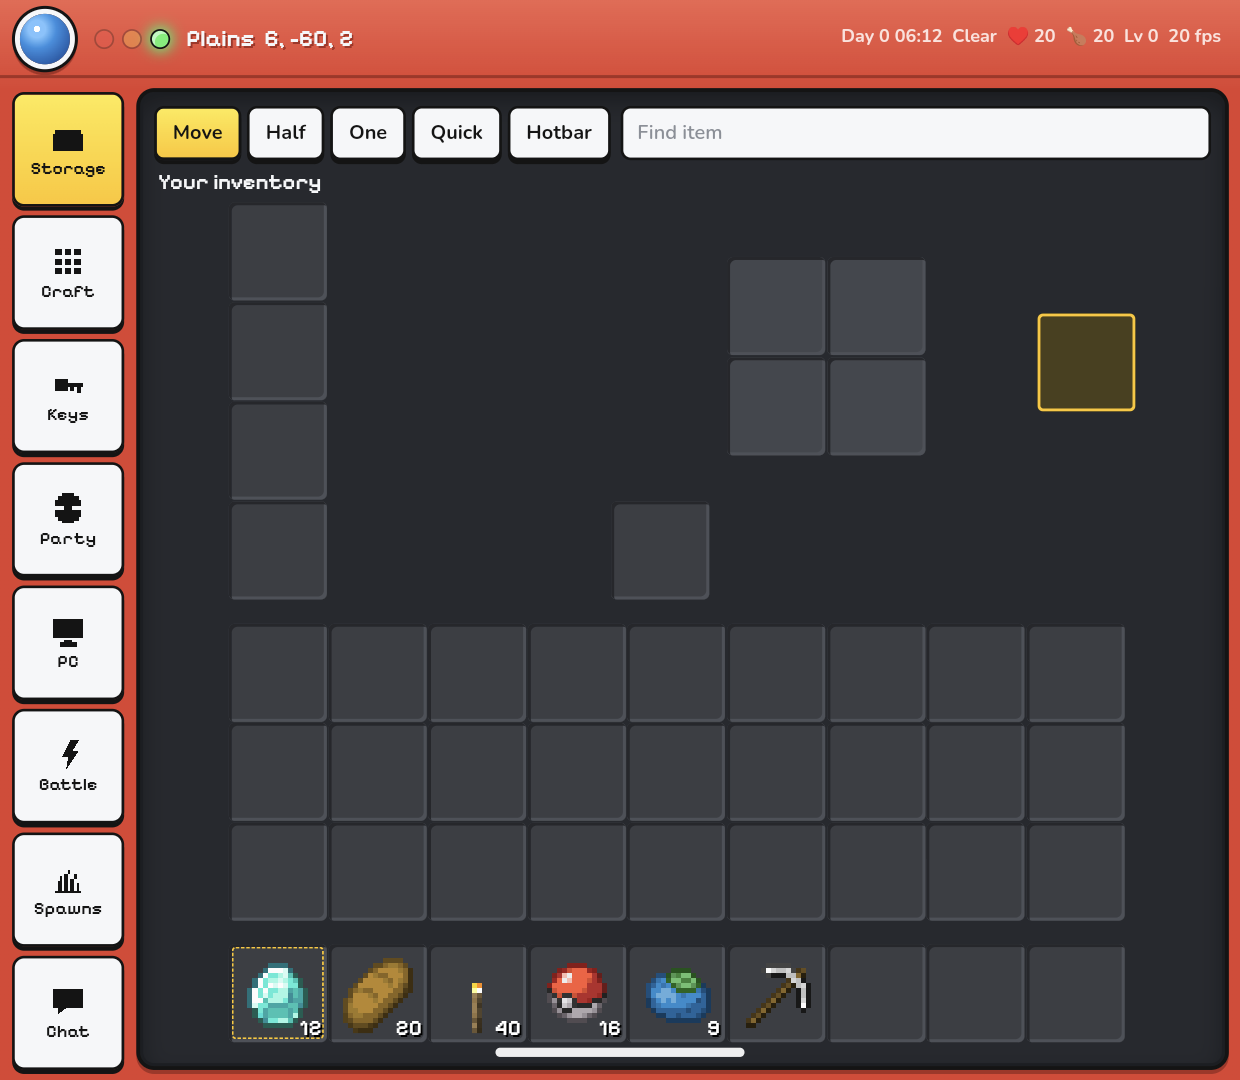 Plains 6, -60, 2
Day 0 06:12 Clear 20 20 Lv 0 20 fps
Storage
Craft
Keys
Party
PC
Battle
Spawns
Chat
Move Half One Quick Hotbar Find item
Your inventory
12 20 40 16 9